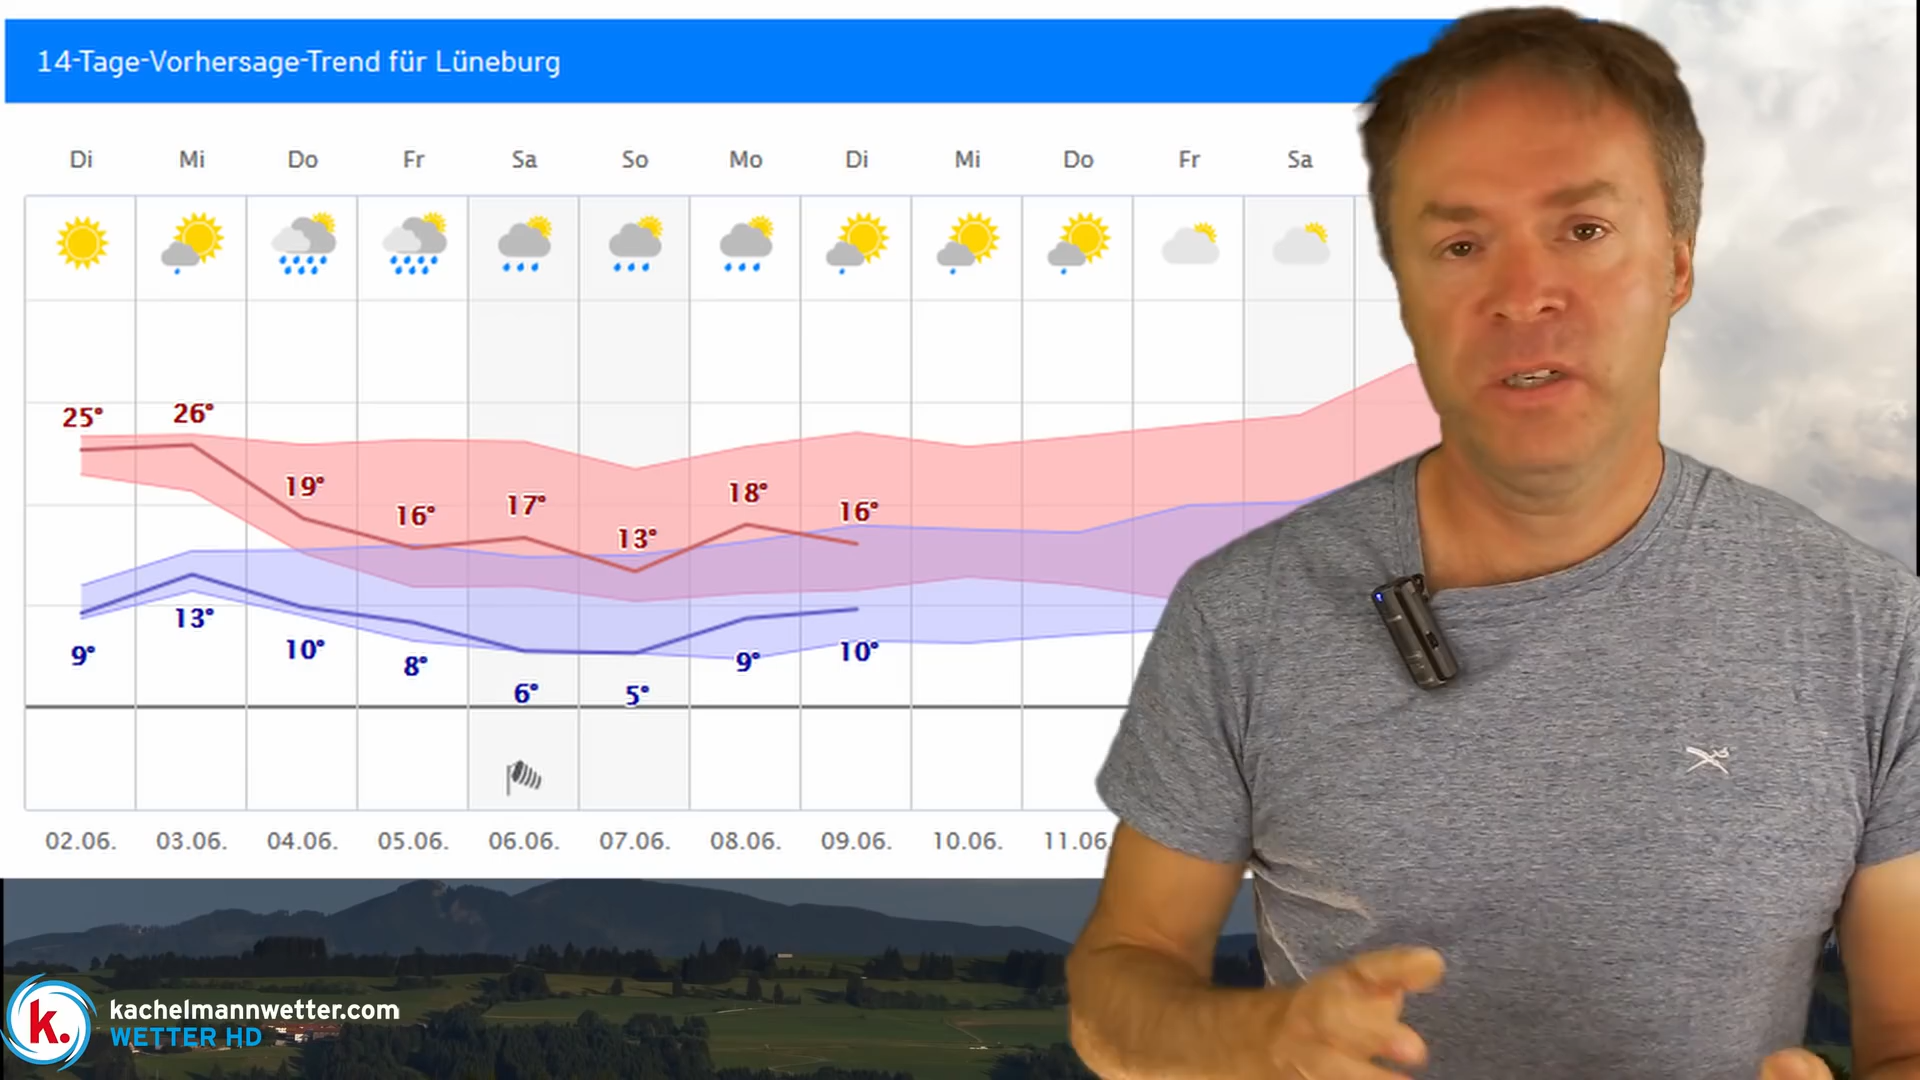 14-Tage-Vorhersage-Trend für Lüneburg
Di Mi Do Fr Sa So Mo Di Mi Do Fr Sa
25° 26° 19° 16° 17° 13° 18° 16°
9° 13° 10° 8° 6° 5° 9° 10°
02.06. 03.06. 04.06. 05.06. 06.06. 07.06. 08.06. 09.06. 10.06. 11.06.
k.
kachelmannwetter.com
WETTER HD